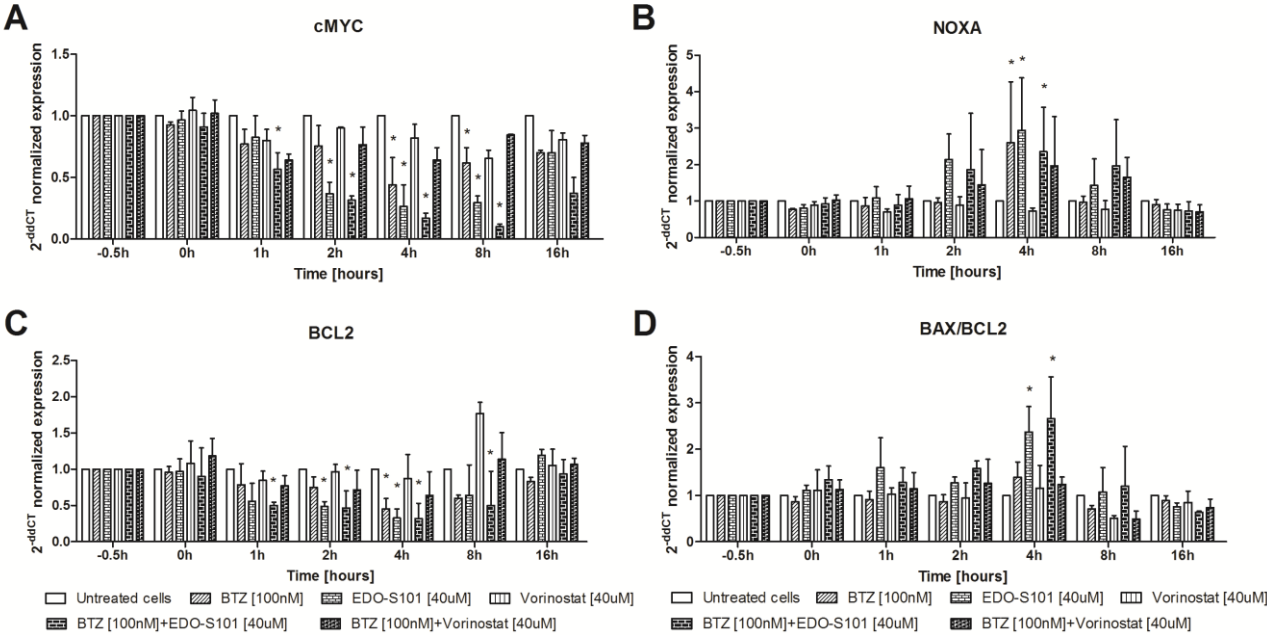 A
cMYC
2^-ddCT normalized expression
1.5
1.0
0.5
0.0
* * * * * * * * *
-0.5h 0h 1h 2h 4h 8h 16h
Time [hours]
B
NOXA
2^-ddCT normalized expression
5
4
3
2
1
0
* * *
-0.5h 0h 1h 2h 4h 8h 16h
Time [hours]
C
BCL2
2^-ddCT normalized expression
2.5
2.0
1.5
1.0
0.5
0.0
* * * * * * *
-0.5h 0h 1h 2h 4h 8h 16h
Time [hours]
Untreated cells BTZ [100nM] EDO-S101 [40uM] Vorinostat [40uM]
BTZ [100nM]+EDO-S101 [40uM] BTZ [100nM]+Vorinostat [40uM]
D
BAX/BCL2
2^-ddCT normalized expression
4
3
2
1
0
* *
-0.5h 0h 1h 2h 4h 8h 16h
Time [hours]
Untreated cells BTZ [100nM] EDO-S101 [40uM] Vorinostat [40uM]
BTZ [100nM]+EDO-S101 [40uM] BTZ [100nM]+Vorinostat [40uM]